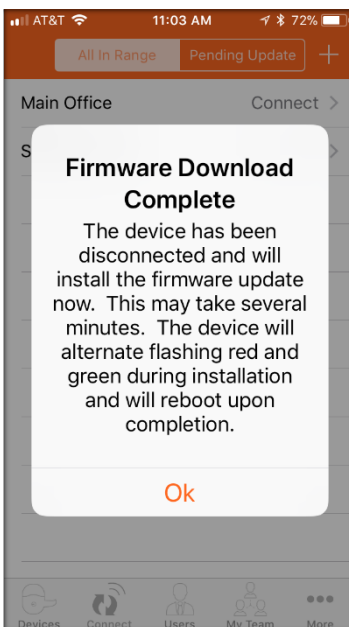 AT&T 11:03 AM 72%
All In Range Pending Update +
Main Office Connect >
S >
Firmware Download
Complete
The device has been
disconnected and will
install the firmware update
now. This may take several
minutes. The device will
alternate flashing red and
green during installation
and will reboot upon
completion.
Ok
Devices Connect Users My Team More